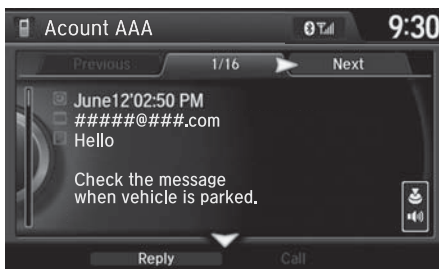 Acount AAA
9:30
Previous
1/16
Next
June12'02:50 PM
#####@###.com
Hello
Check the message
when vehicle is parked.
Reply
Call